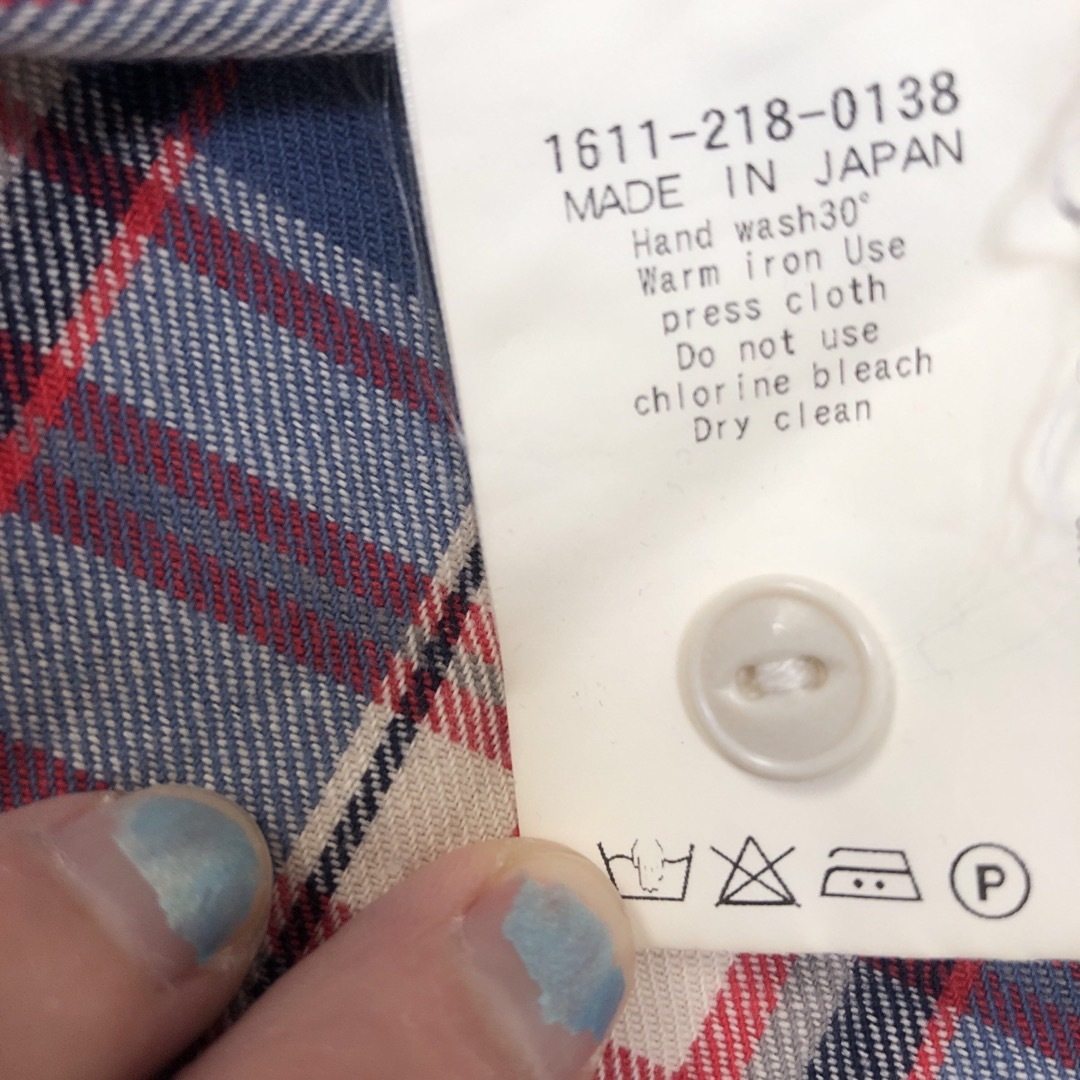 1611-218-0138
MADE IN JAPAN
Hand wash30°
Warm iron Use
press cloth
Do not use
chlorine bleach
Dry clean
P